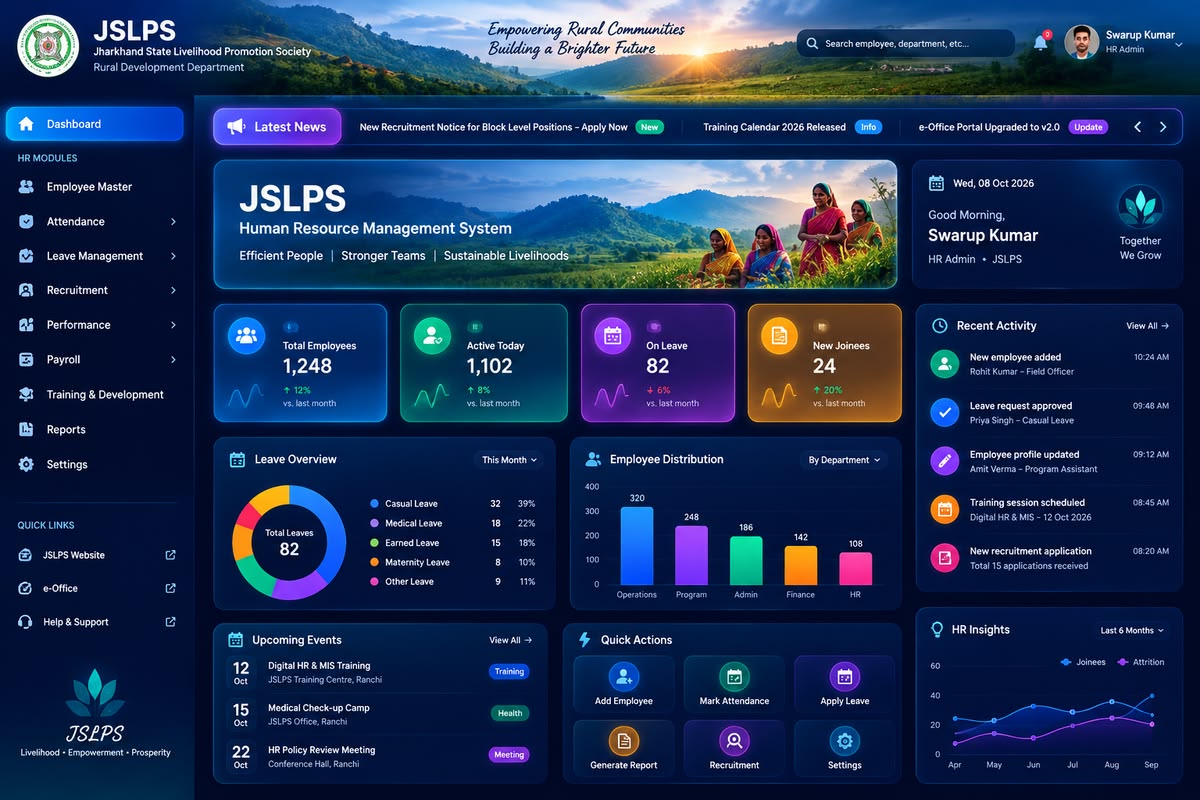 JSLPS
Jharkhand State Livelihood Promotion Society
Rural Development Department
Empowering Rural Communities
Building a Brighter Future
Search employee, department, etc...
9
Swarup Kumar
HR Admin
Dashboard
HR MODULES
Employee Master
Attendance
Leave Management
Recruitment
Performance
Payroll
Training & Development
Reports
Settings
QUICK LINKS
JSLPS Website
e-Office
Help & Support
JSLPS
Livelihood • Empowerment • Prosperity
Latest News
New Recruitment Notice for Block Level Positions – Apply Now New
Training Calendar 2026 Released Info
e-Office Portal Upgraded to v2.0 Update
JSLPS
Human Resource Management System
Efficient People | Stronger Teams | Sustainable Livelihoods
Wed, 08 Oct 2026
Good Morning,
Swarup Kumar
HR Admin • JSLPS
Together
We Grow
Total Employees
1,248
↑ 12%
vs. last month
Active Today
1,102
↑ 8%
vs. last month
On Leave
82
↓ 6%
vs. last month
New Joinees
24
↑ 20%
vs. last month
Recent Activity
View All →
New employee added 10:24 AM
Rohit Kumar – Field Officer
Leave request approved 09:48 AM
Priya Singh – Casual Leave
Employee profile updated 09:12 AM
Amit Verma – Program Assistant
Training session scheduled 08:45 AM
Digital HR & MIS – 12 Oct 2026
New recruitment application 08:20 AM
Total 15 applications received
Leave Overview
This Month
Total Leaves
82
Casual Leave 32 39%
Medical Leave 18 22%
Earned Leave 15 18%
Maternity Leave 8 10%
Other Leave 9 11%
Employee Distribution
By Department
400
300
200
100
0
320
248
186
142
108
Operations Program Admin Finance HR
Upcoming Events
View All →
12
Oct
Digital HR & MIS Training
JSLPS Training Centre, Ranchi
Training
15
Oct
Medical Check-up Camp
JSLPS Office, Ranchi
Health
22
Oct
HR Policy Review Meeting
Conference Hall, Ranchi
Meeting
Quick Actions
Add Employee
Mark Attendance
Apply Leave
Generate Report
Recruitment
Settings
HR Insights
Last 6 Months
Joinees Attrition
60
40
20
0
Apr May Jun Jul Aug Sep